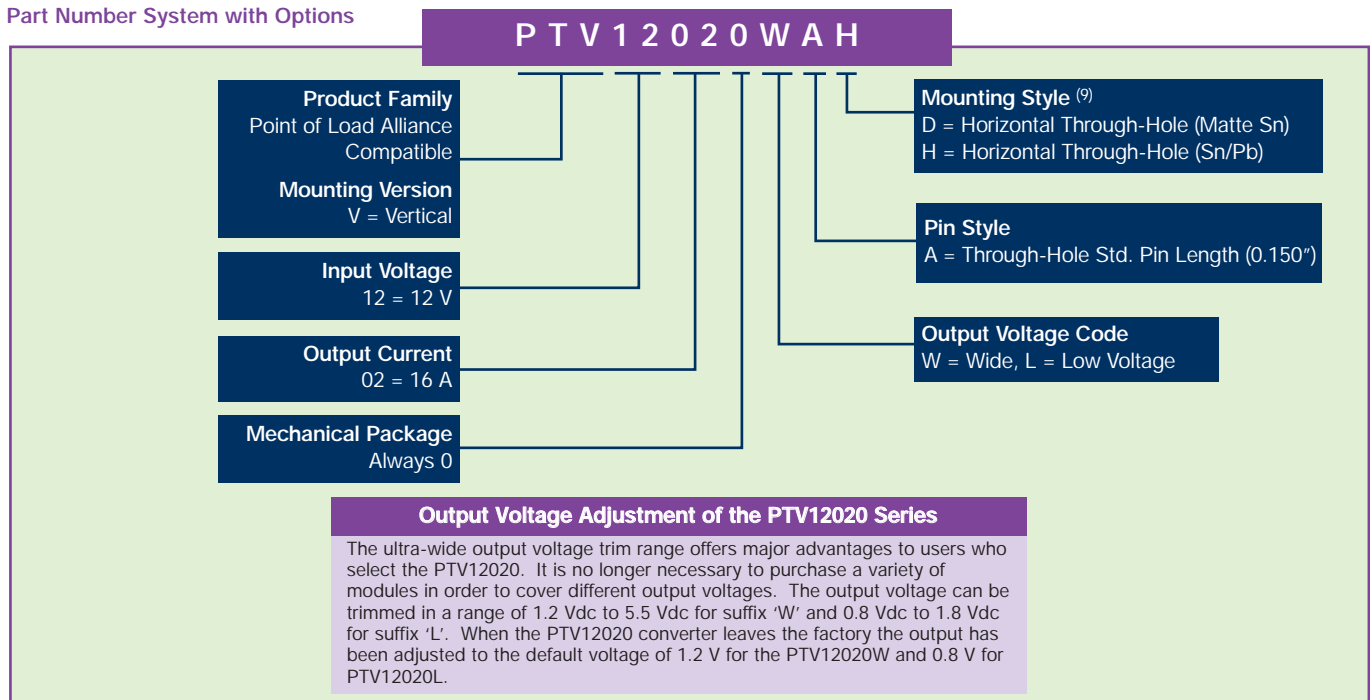 Part Number System with Options
PTV12020WAH
Product Family
Point of Load Alliance
Compatible
Mounting Version
V = Vertical
Input Voltage
12 = 12 V
Output Current
02 = 16 A
Mechanical Package
Always 0
Mounting Style (9)
D = Horizontal Through-Hole (Matte Sn)
H = Horizontal Through-Hole (Sn/Pb)
Pin Style
A = Through-Hole Std. Pin Length (0.150″)
Output Voltage Code
W = Wide, L = Low Voltage
Output Voltage Adjustment of the PTV12020 Series
The ultra-wide output voltage trim range offers major advantages to users who
select the PTV12020. It is no longer necessary to purchase a variety of
modules in order to cover different output voltages. The output voltage can be
trimmed in a range of 1.2 Vdc to 5.5 Vdc for suffix ‘W’ and 0.8 Vdc to 1.8 Vdc
for suffix ‘L’. When the PTV12020 converter leaves the factory the output has
been adjusted to the default voltage of 1.2 V for the PTV12020W and 0.8 V for
PTV12020L.